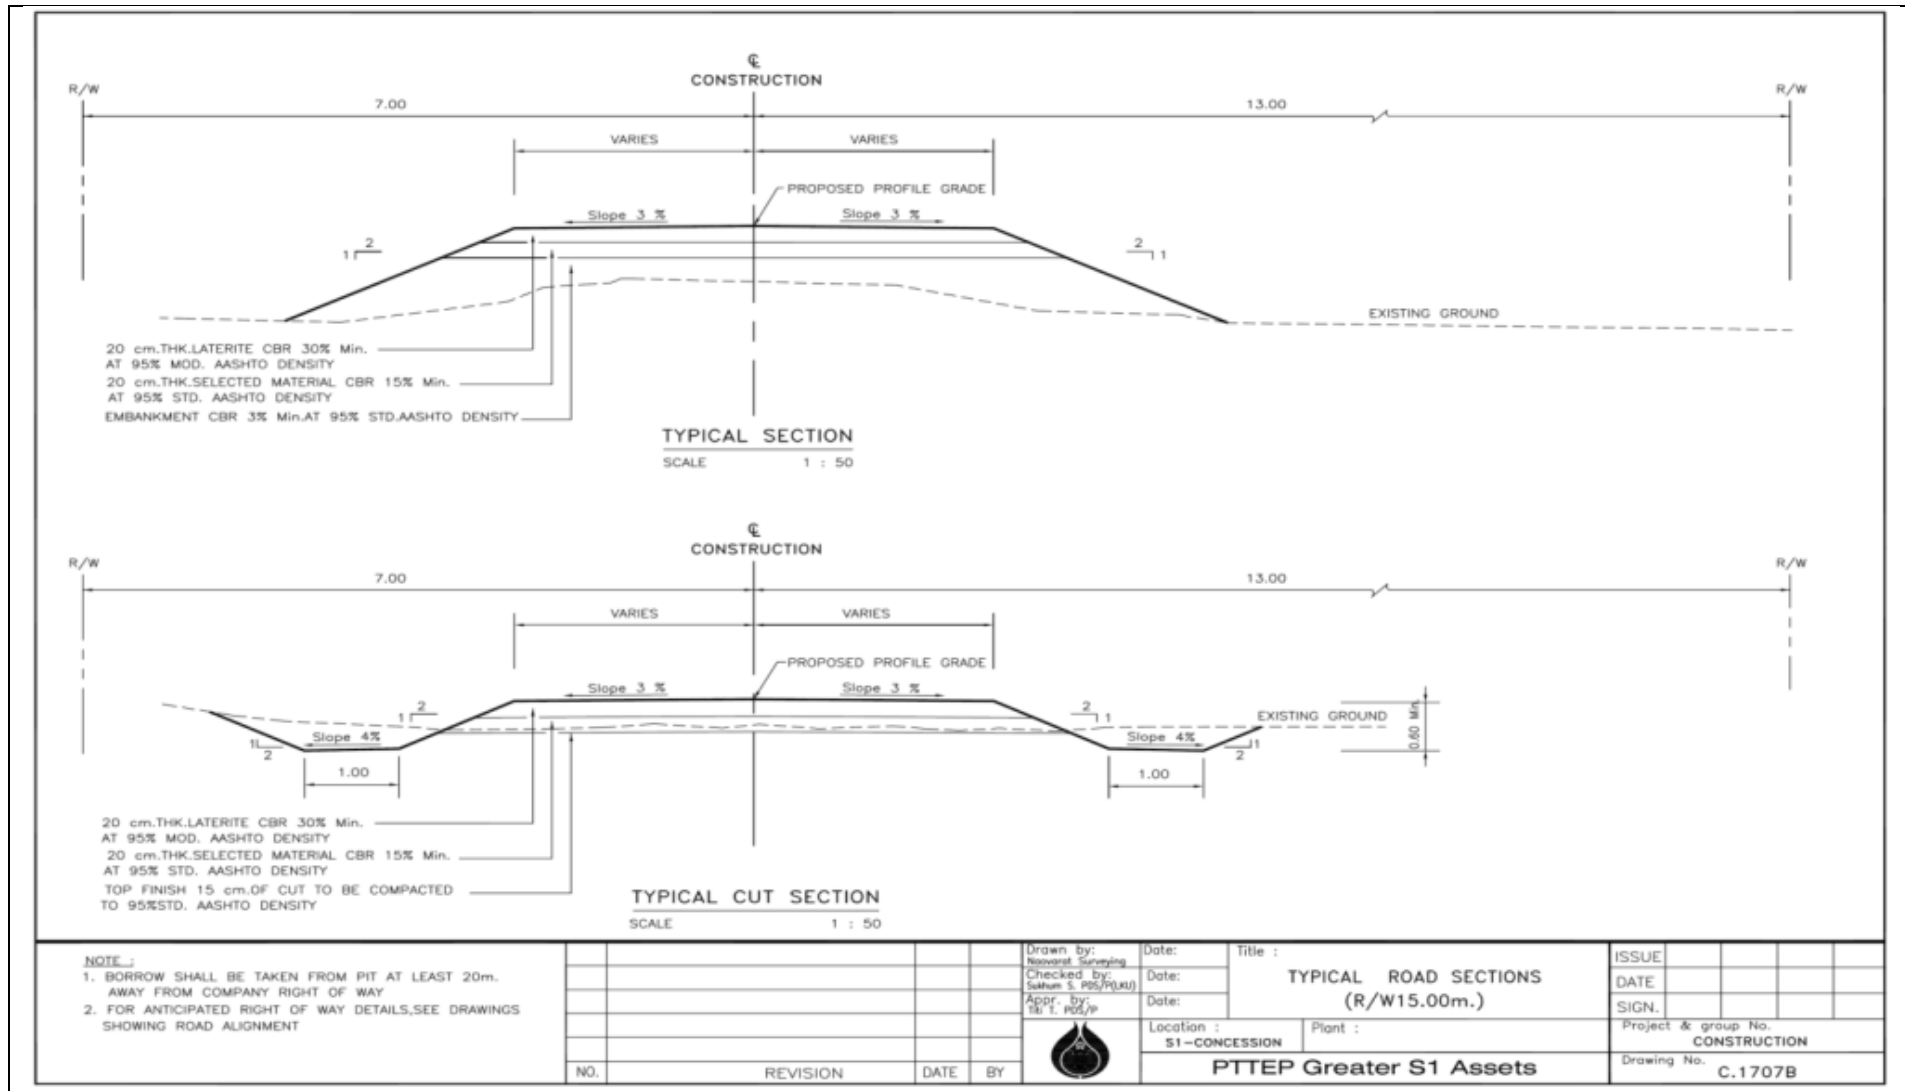 ℄
CONSTRUCTION
R/W
R/W
7.00
13.00
VARIES
VARIES
PROPOSED PROFILE GRADE
Slope 3 %
Slope 3 %
2
1
2
1
EXISTING GROUND
20 cm.THK.LATERITE CBR 30% Min.
AT 95% MOD. AASHTO DENSITY
20 cm.THK.SELECTED MATERIAL CBR 15% Min.
AT 95% STD. AASHTO DENSITY
EMBANKMENT CBR 3% Min.AT 95% STD.AASHTO DENSITY
TYPICAL SECTION
SCALE 1 : 50
℄
CONSTRUCTION
R/W
R/W
7.00
13.00
VARIES
VARIES
PROPOSED PROFILE GRADE
Slope 3 %
Slope 3 %
2
1
2
1
EXISTING GROUND
0.60 Min.
Slope 4%
Slope 4%
1
2
1
2
1.00
1.00
20 cm.THK.LATERITE CBR 30% Min.
AT 95% MOD. AASHTO DENSITY
20 cm.THK.SELECTED MATERIAL CBR 15% Min.
AT 95% STD. AASHTO DENSITY
TOP FINISH 15 cm.OF CUT TO BE COMPACTED
TO 95%STD. AASHTO DENSITY
TYPICAL CUT SECTION
SCALE 1 : 50
NOTE :
1. BORROW SHALL BE TAKEN FROM PIT AT LEAST 20m.
AWAY FROM COMPANY RIGHT OF WAY
2. FOR ANTICIPATED RIGHT OF WAY DETAILS,SEE DRAWINGS
SHOWING ROAD ALIGNMENT
NO. REVISION DATE BY
Drawn by: Date:
Noovarat Surveying
Checked by: Date:
Sukhum S. PDS/P(LKU)
Appr. by: Date:
Titi T. PDS/P
Title :
TYPICAL ROAD SECTIONS
(R/W15.00m.)
Location : Plant :
S1-CONCESSION
PTTEP Greater S1 Assets
ISSUE
DATE
SIGN.
Project & group No.
CONSTRUCTION
Drawing No.
C.1707B